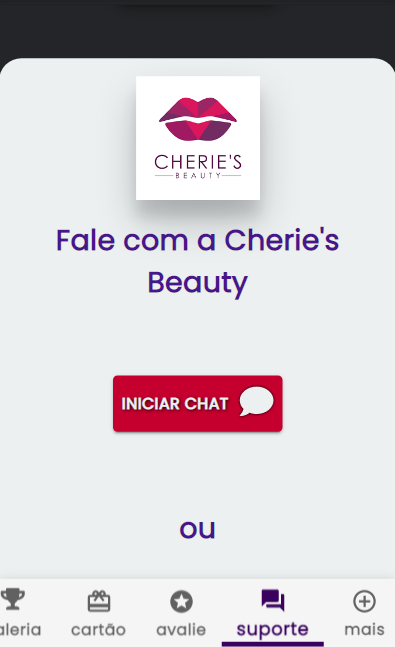 CHERIE'S
BEAUTY
Fale com a Cherie's
Beauty
INICIAR CHAT
ou
aleria cartão avalie suporte mais